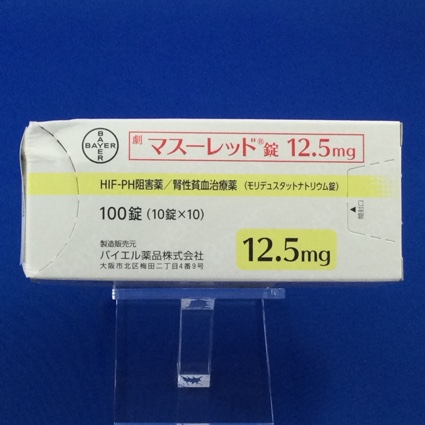 BAYER
BAYER
劇 マスーレッド®錠 12.5mg
HIF-PH阻害薬/腎性貧血治療薬 (モリデュスタットナトリウム錠)
100錠 (10錠×10)
開封口
製造販売元
バイエル薬品株式会社
大阪市北区梅田二丁目4番9号
12.5mg